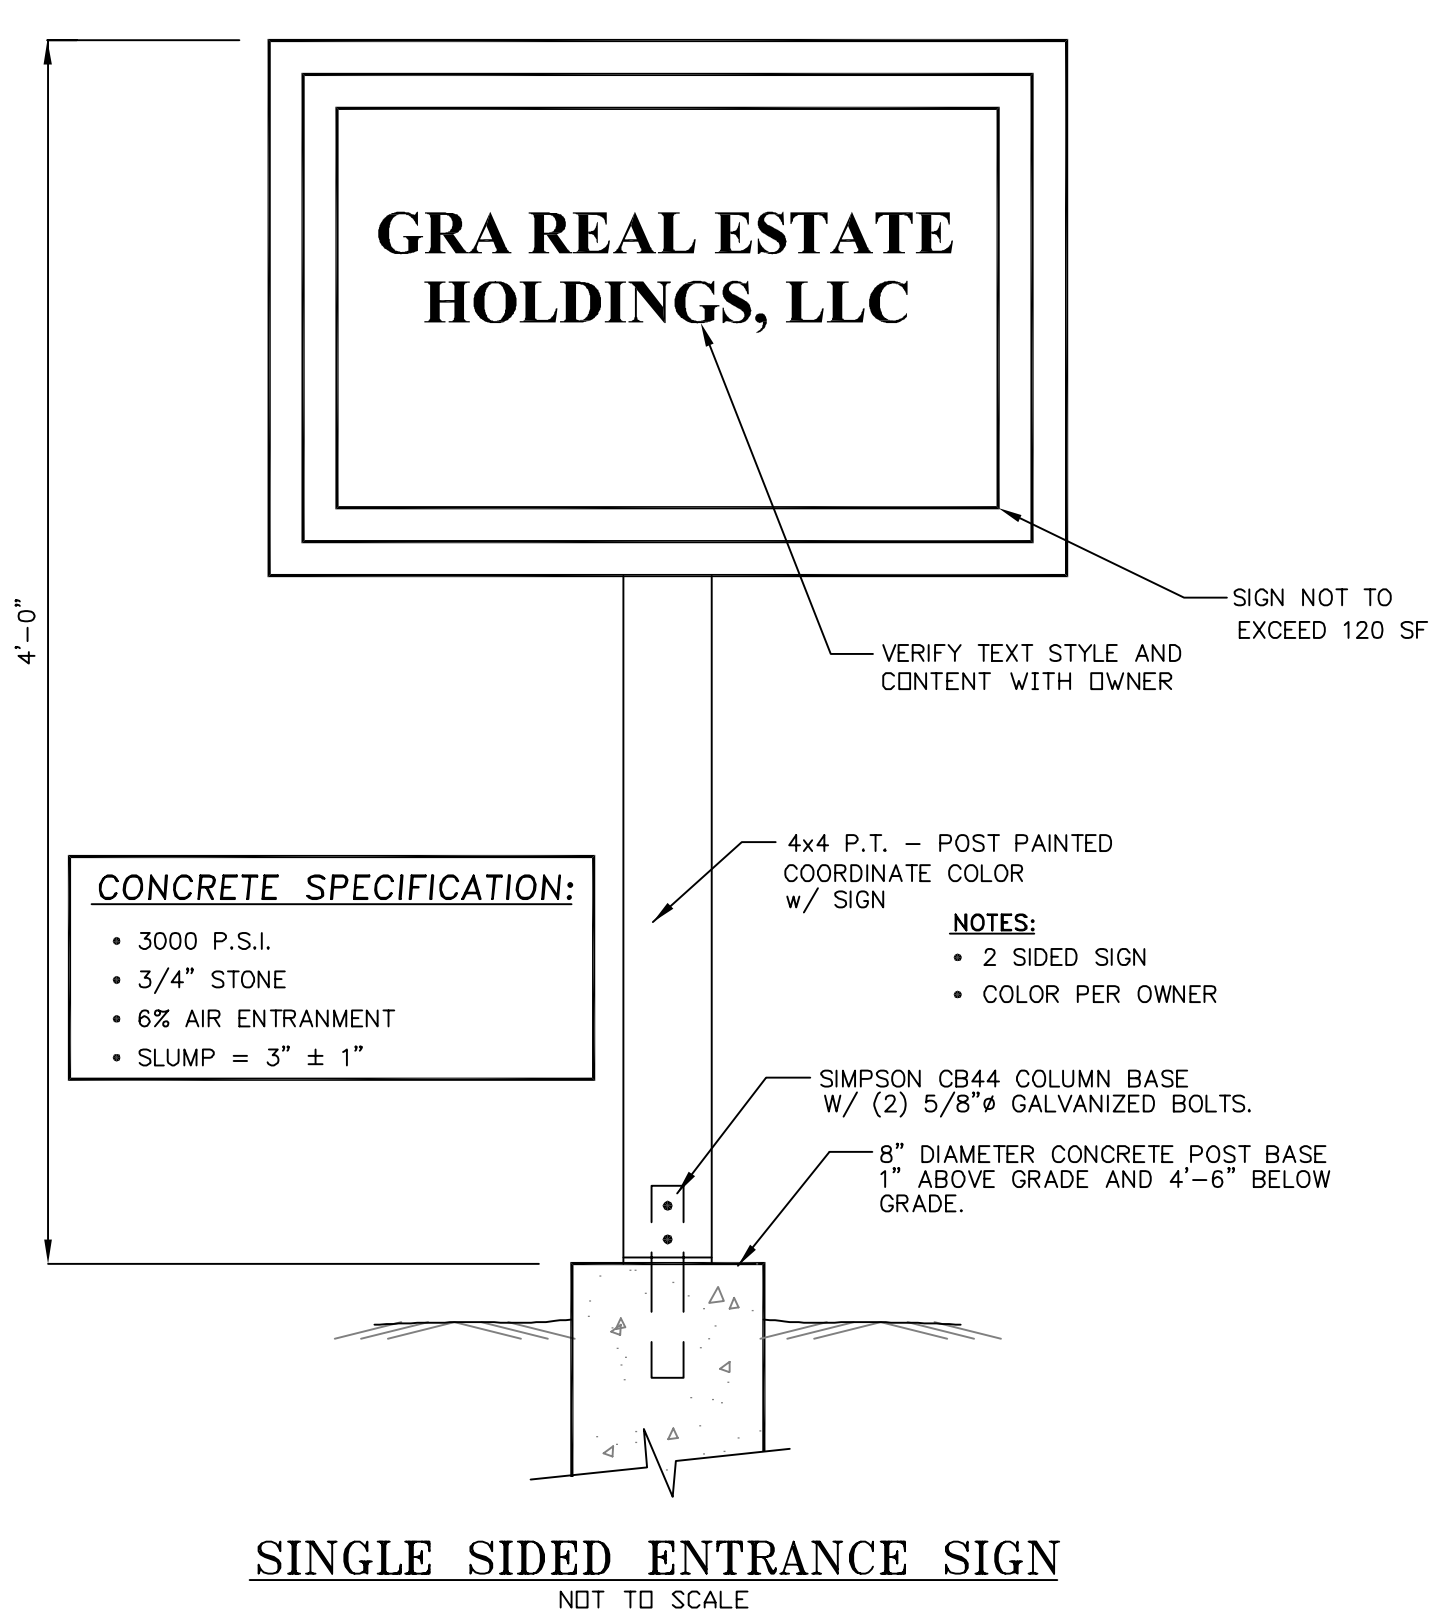 GRA REAL ESTATE
HOLDINGS, LLC
4'-0"
SIGN NOT TO
EXCEED 120 SF
VERIFY TEXT STYLE AND
CONTENT WITH OWNER
4x4 P.T. - POST PAINTED
COORDINATE COLOR
w/ SIGN
CONCRETE SPECIFICATION:
• 3000 P.S.I.
• 3/4" STONE
• 6% AIR ENTRANMENT
• SLUMP = 3" ± 1"
NOTES:
• 2 SIDED SIGN
• COLOR PER OWNER
SIMPSON CB44 COLUMN BASE
W/ (2) 5/8"ø GALVANIZED BOLTS.
8" DIAMETER CONCRETE POST BASE
1" ABOVE GRADE AND 4'-6" BELOW
GRADE.
SINGLE SIDED ENTRANCE SIGN
NOT TO SCALE